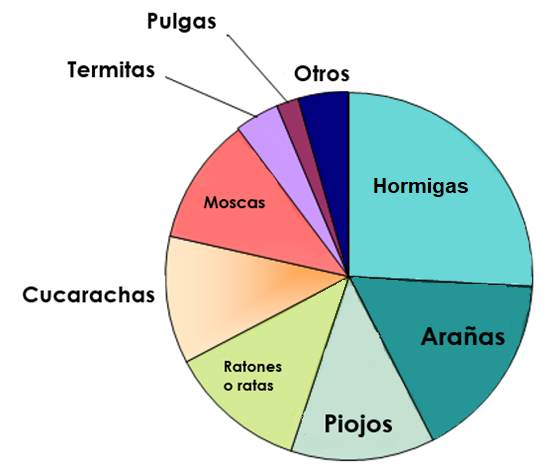 Pulgas
Termitas
Otros
Hormigas
Moscas
Cucarachas
Arañas
Ratones
o ratas
Piojos